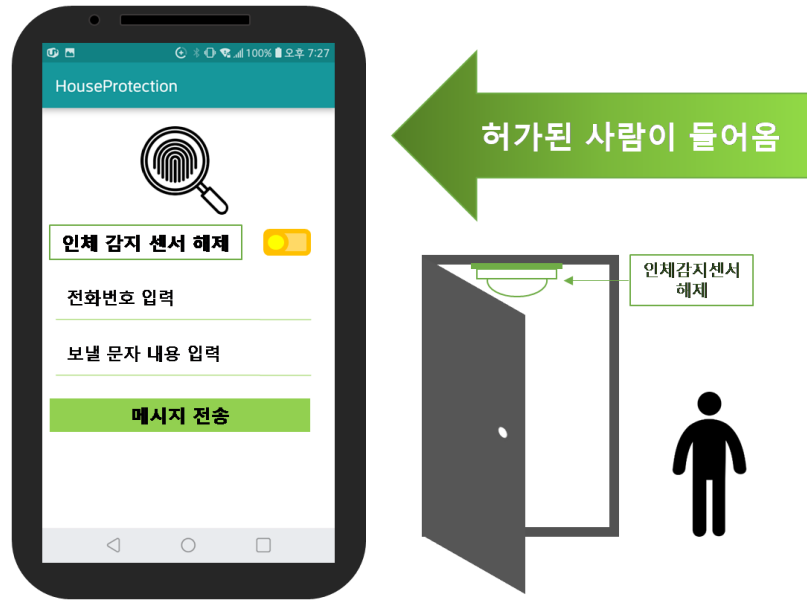 100% 오후 7:27
HouseProtection
인체 감지 센서 해제
전화번호 입력
보낼 문자 내용 입력
메시지 전송
허가된 사람이 들어옴
인체감지센서
해제